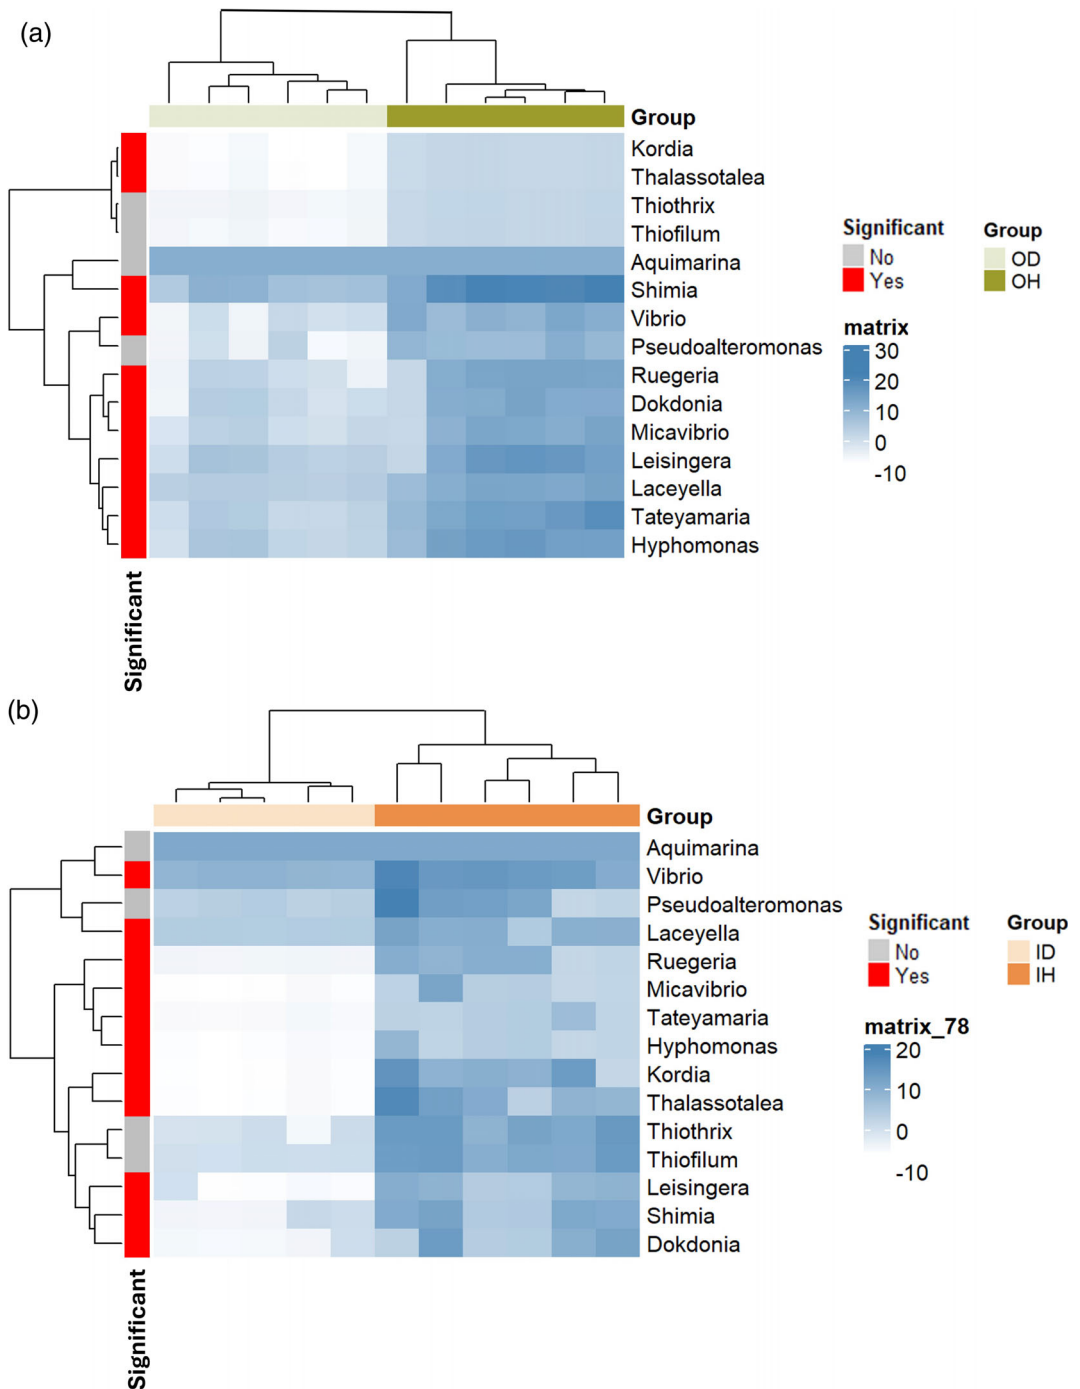 (a)
Group
Kordia
Thalassotalea
Thiothrix
Thiofilum
Aquimarina
Shimia
Vibrio
Pseudoalteromonas
Ruegeria
Dokdonia
Micavibrio
Leisingera
Laceyella
Tateyamaria
Hyphomonas
Significant
Significant
No
Yes
Group
OD
OH
matrix
30
20
10
0
-10
(b)
Group
Aquimarina
Vibrio
Pseudoalteromonas
Laceyella
Ruegeria
Micavibrio
Tateyamaria
Hyphomonas
Kordia
Thalassotalea
Thiothrix
Thiofilum
Leisingera
Shimia
Dokdonia
Significant
Significant
No
Yes
Group
ID
IH
matrix_78
20
10
0
-10